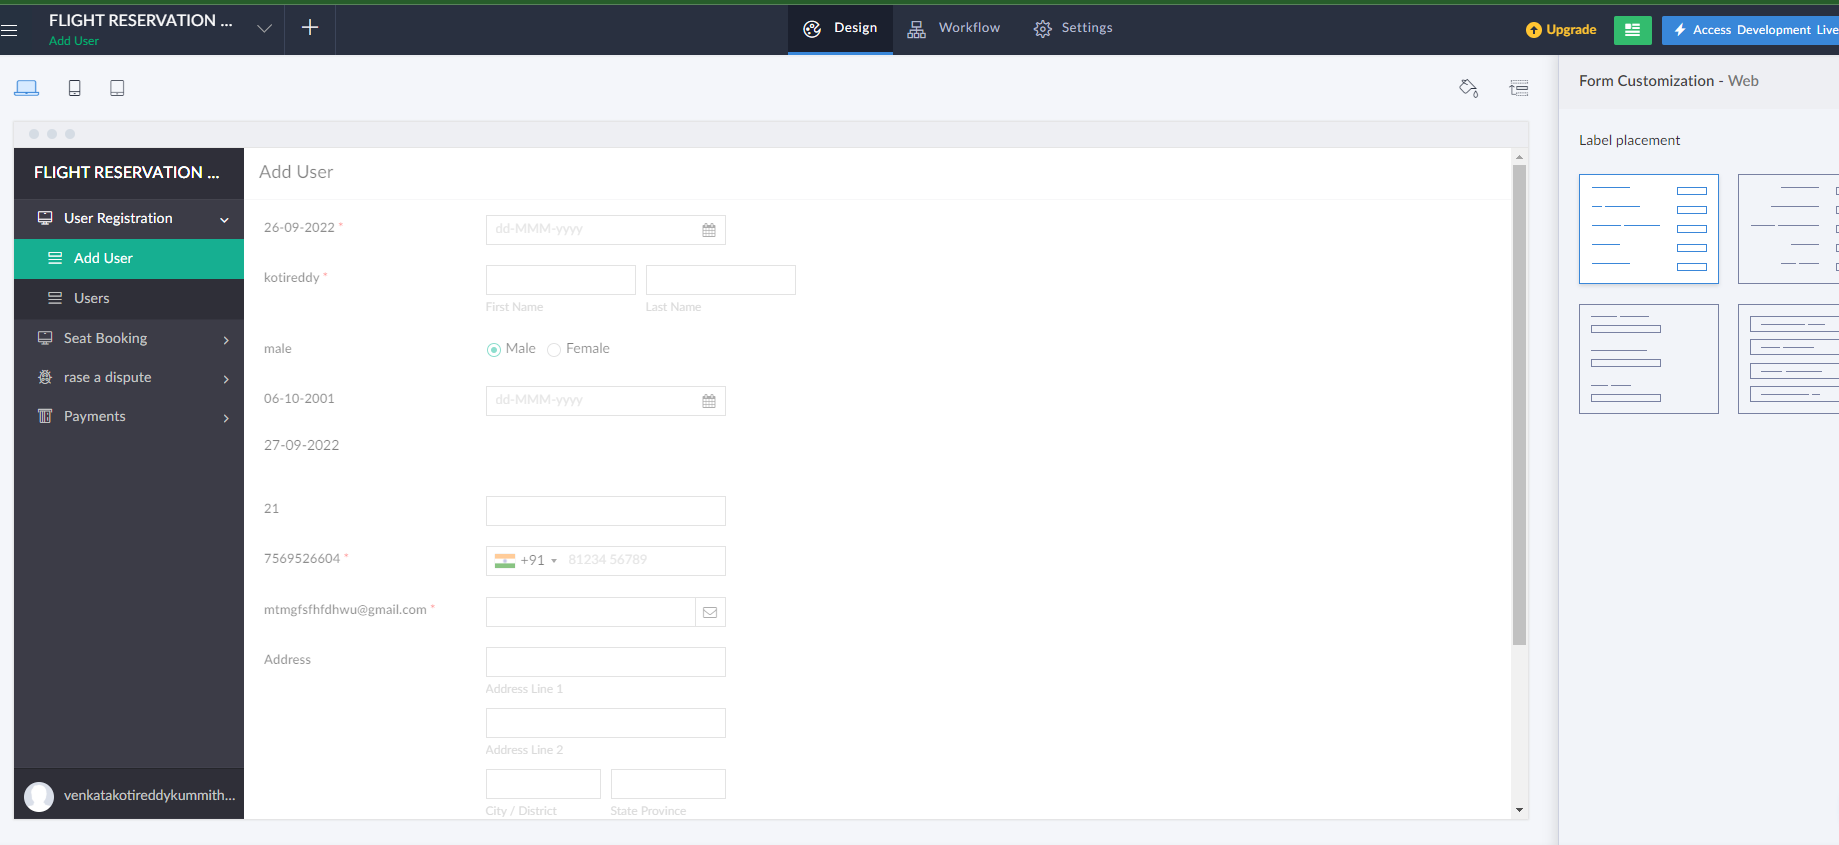 FLIGHT RESERVATION ...
Add User
Design
Workflow
Settings
Upgrade
Access Development Live
Form Customization - Web
Label placement
FLIGHT RESERVATION ...
User Registration
Add User
Users
Seat Booking
rase a dispute
Payments
venkatakotireddykummith...
Add User
26-09-2022 *
dd-MMM-yyyy
kotireddy *
First Name
Last Name
male
Male
Female
06-10-2001
dd-MMM-yyyy
27-09-2022
21
7569526604 *
+91
81234 56789
mtmgfsfhfdhwu@gmail.com *
Address
Address Line 1
Address Line 2
City / District
State Province